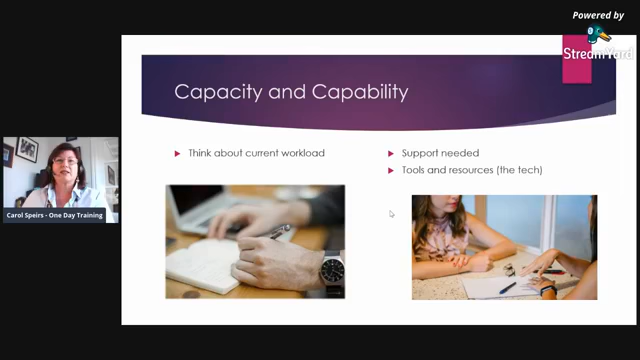 Powered by
StreamYard
Capacity and Capability
Think about current workload
Support needed
Tools and resources (the tech)
Carol Speirs - One Day Training